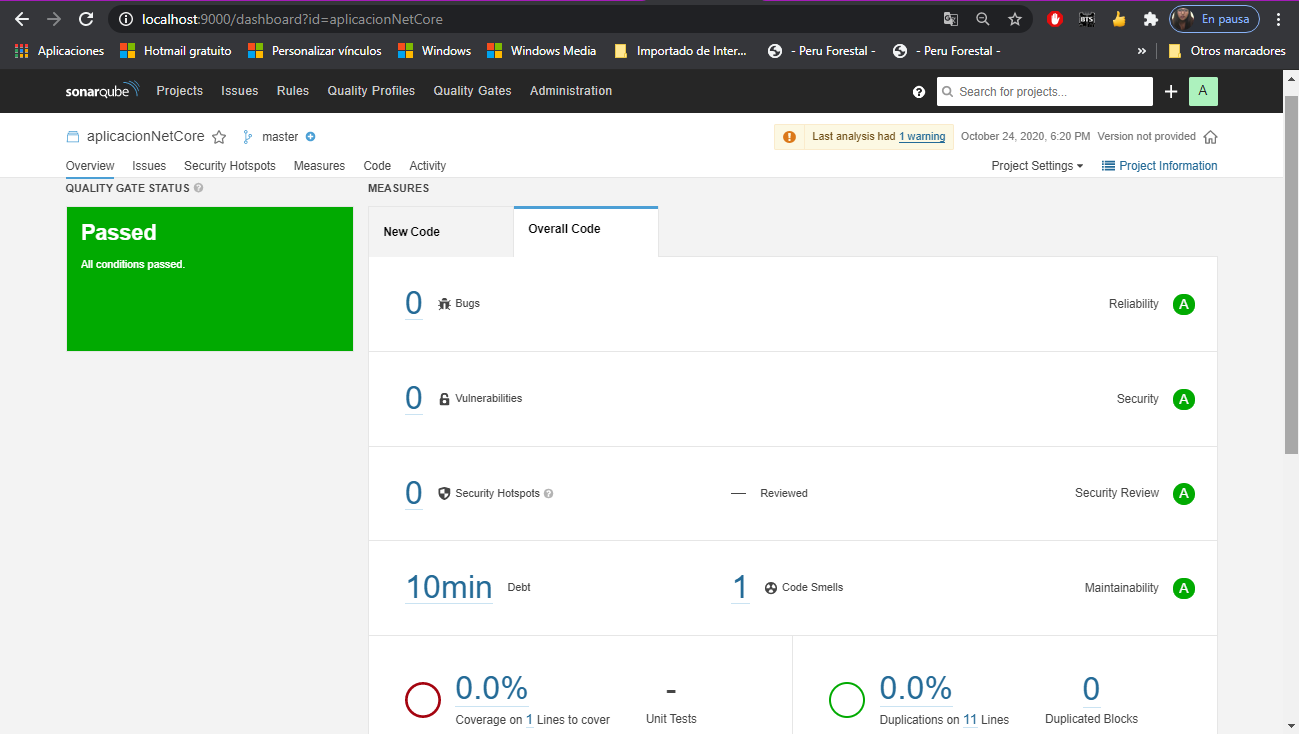 localhost:9000/dashboard?id=aplicacionNetCore
BTS
En pausa
Aplicaciones Hotmail gratuito Personalizar vínculos Windows Windows Media Importado de Inter... - Peru Forestal - - Peru Forestal - » Otros marcadores
sonarqube Projects Issues Rules Quality Profiles Quality Gates Administration ? Search for projects... + A
aplicacionNetCore master Last analysis had 1 warning October 24, 2020, 6:20 PM Version not provided
Overview Issues Security Hotspots Measures Code Activity Project Settings Project Information
QUALITY GATE STATUS ? MEASURES
Passed
All conditions passed.
New Code Overall Code
0 Bugs Reliability A
0 Vulnerabilities Security A
0 Security Hotspots ? — Reviewed Security Review A
10min Debt 1 Code Smells Maintainability A
0.0% - 0.0% 0
Coverage on 1 Lines to cover Unit Tests Duplications on 11 Lines Duplicated Blocks